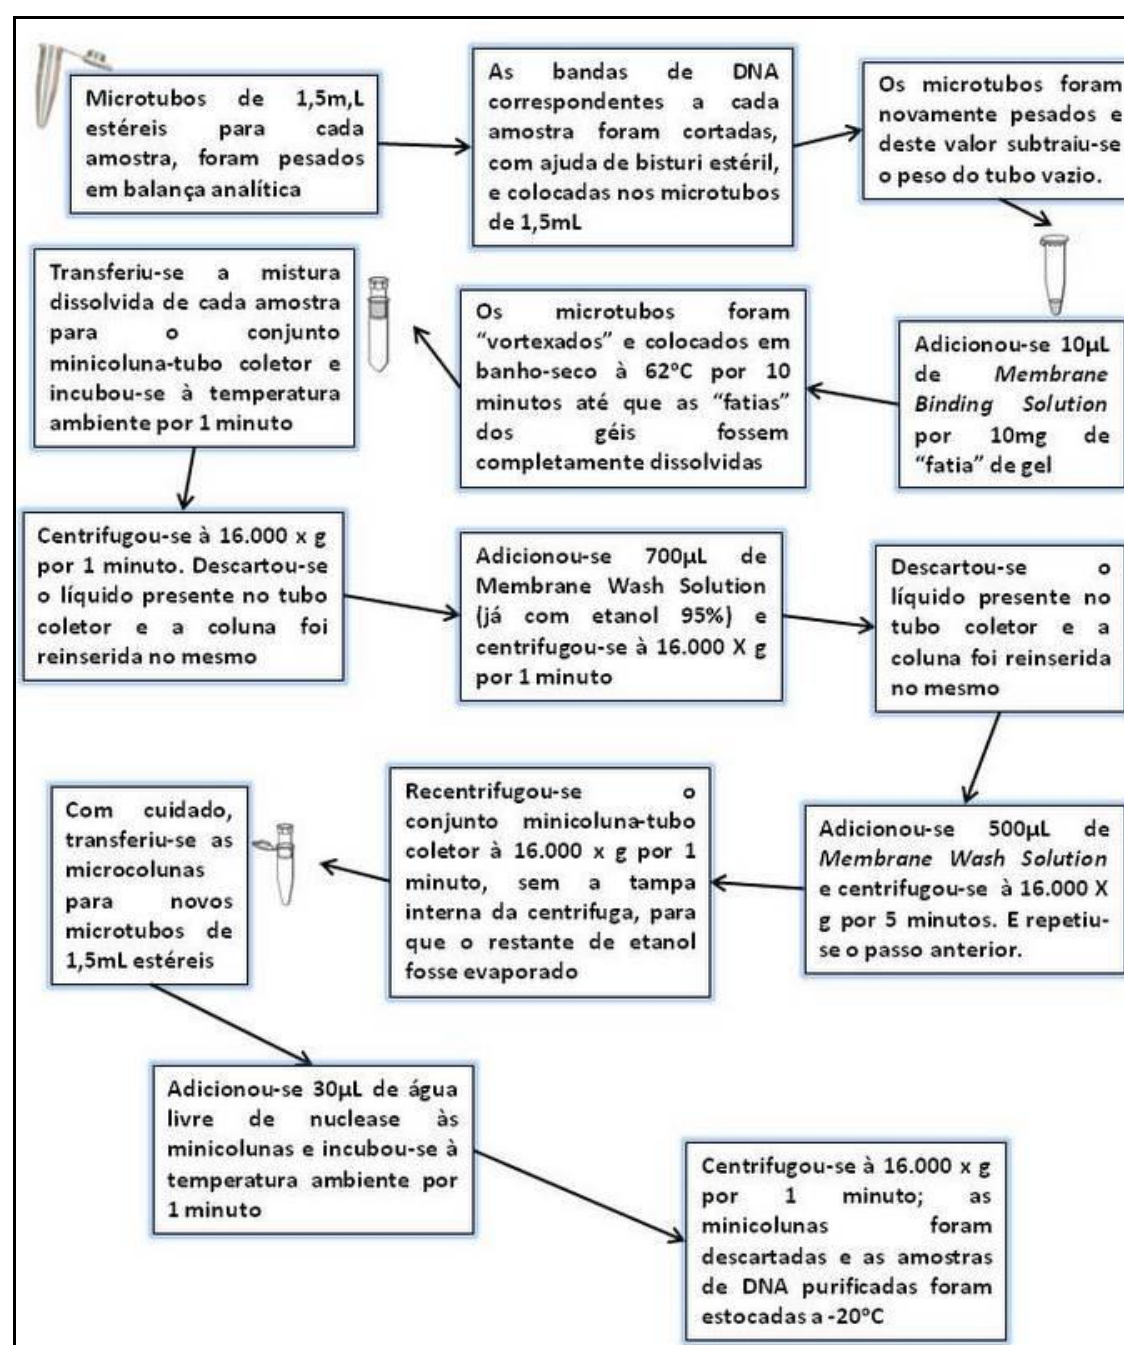 Microtubos de 1,5m,L
estéreis para cada
amostra, foram pesados
em balança analítica
As bandas de DNA
correspondentes a cada
amostra foram cortadas,
com ajuda de bisturi estéril,
e colocadas nos microtubos
de 1,5mL
Os microtubos foram
novamente pesados e
deste valor subtraiu-se
o peso do tubo vazio.
Adicionou-se 10µL
de Membrane
Binding Solution
por 10mg de
“fatia” de gel
Os microtubos foram
“vortexados” e colocados em
banho-seco à 62ºC por 10
minutos até que as “fatias”
dos géis fossem
completamente dissolvidas
Transferiu-se a mistura
dissolvida de cada amostra
para o conjunto
minicoluna-tubo coletor e
incubou-se à temperatura
ambiente por 1 minuto
Centrifugou-se à 16.000 x g
por 1 minuto. Descartou-se
o líquido presente no tubo
coletor e a coluna foi
reinserida no mesmo
Adicionou-se 700µL de
Membrane Wash Solution
(já com etanol 95%) e
centrifugou-se à 16.000 X g
por 1 minuto
Descartou-se o
líquido presente no
tubo coletor e a
coluna foi reinserida
no mesmo
Adicionou-se 500µL de
Membrane Wash Solution
e centrifugou-se à 16.000 X
g por 5 minutos. E repetiu-
se o passo anterior.
Recentrifugou-se o
conjunto minicoluna-tubo
coletor à 16.000 x g por 1
minuto, sem a tampa
interna da centrifuga, para
que o restante de etanol
fosse evaporado
Com cuidado,
transferiu-se as
microcolunas
para novos
microtubos de
1,5mL estéreis
Adicionou-se 30µL de água
livre de nuclease às
minicolunas e incubou-se à
temperatura ambiente por
1 minuto
Centrifugou-se à 16.000 x g
por 1 minuto; as
minicolunas foram
descartadas e as amostras
de DNA purificadas foram
estocadas a -20ºC